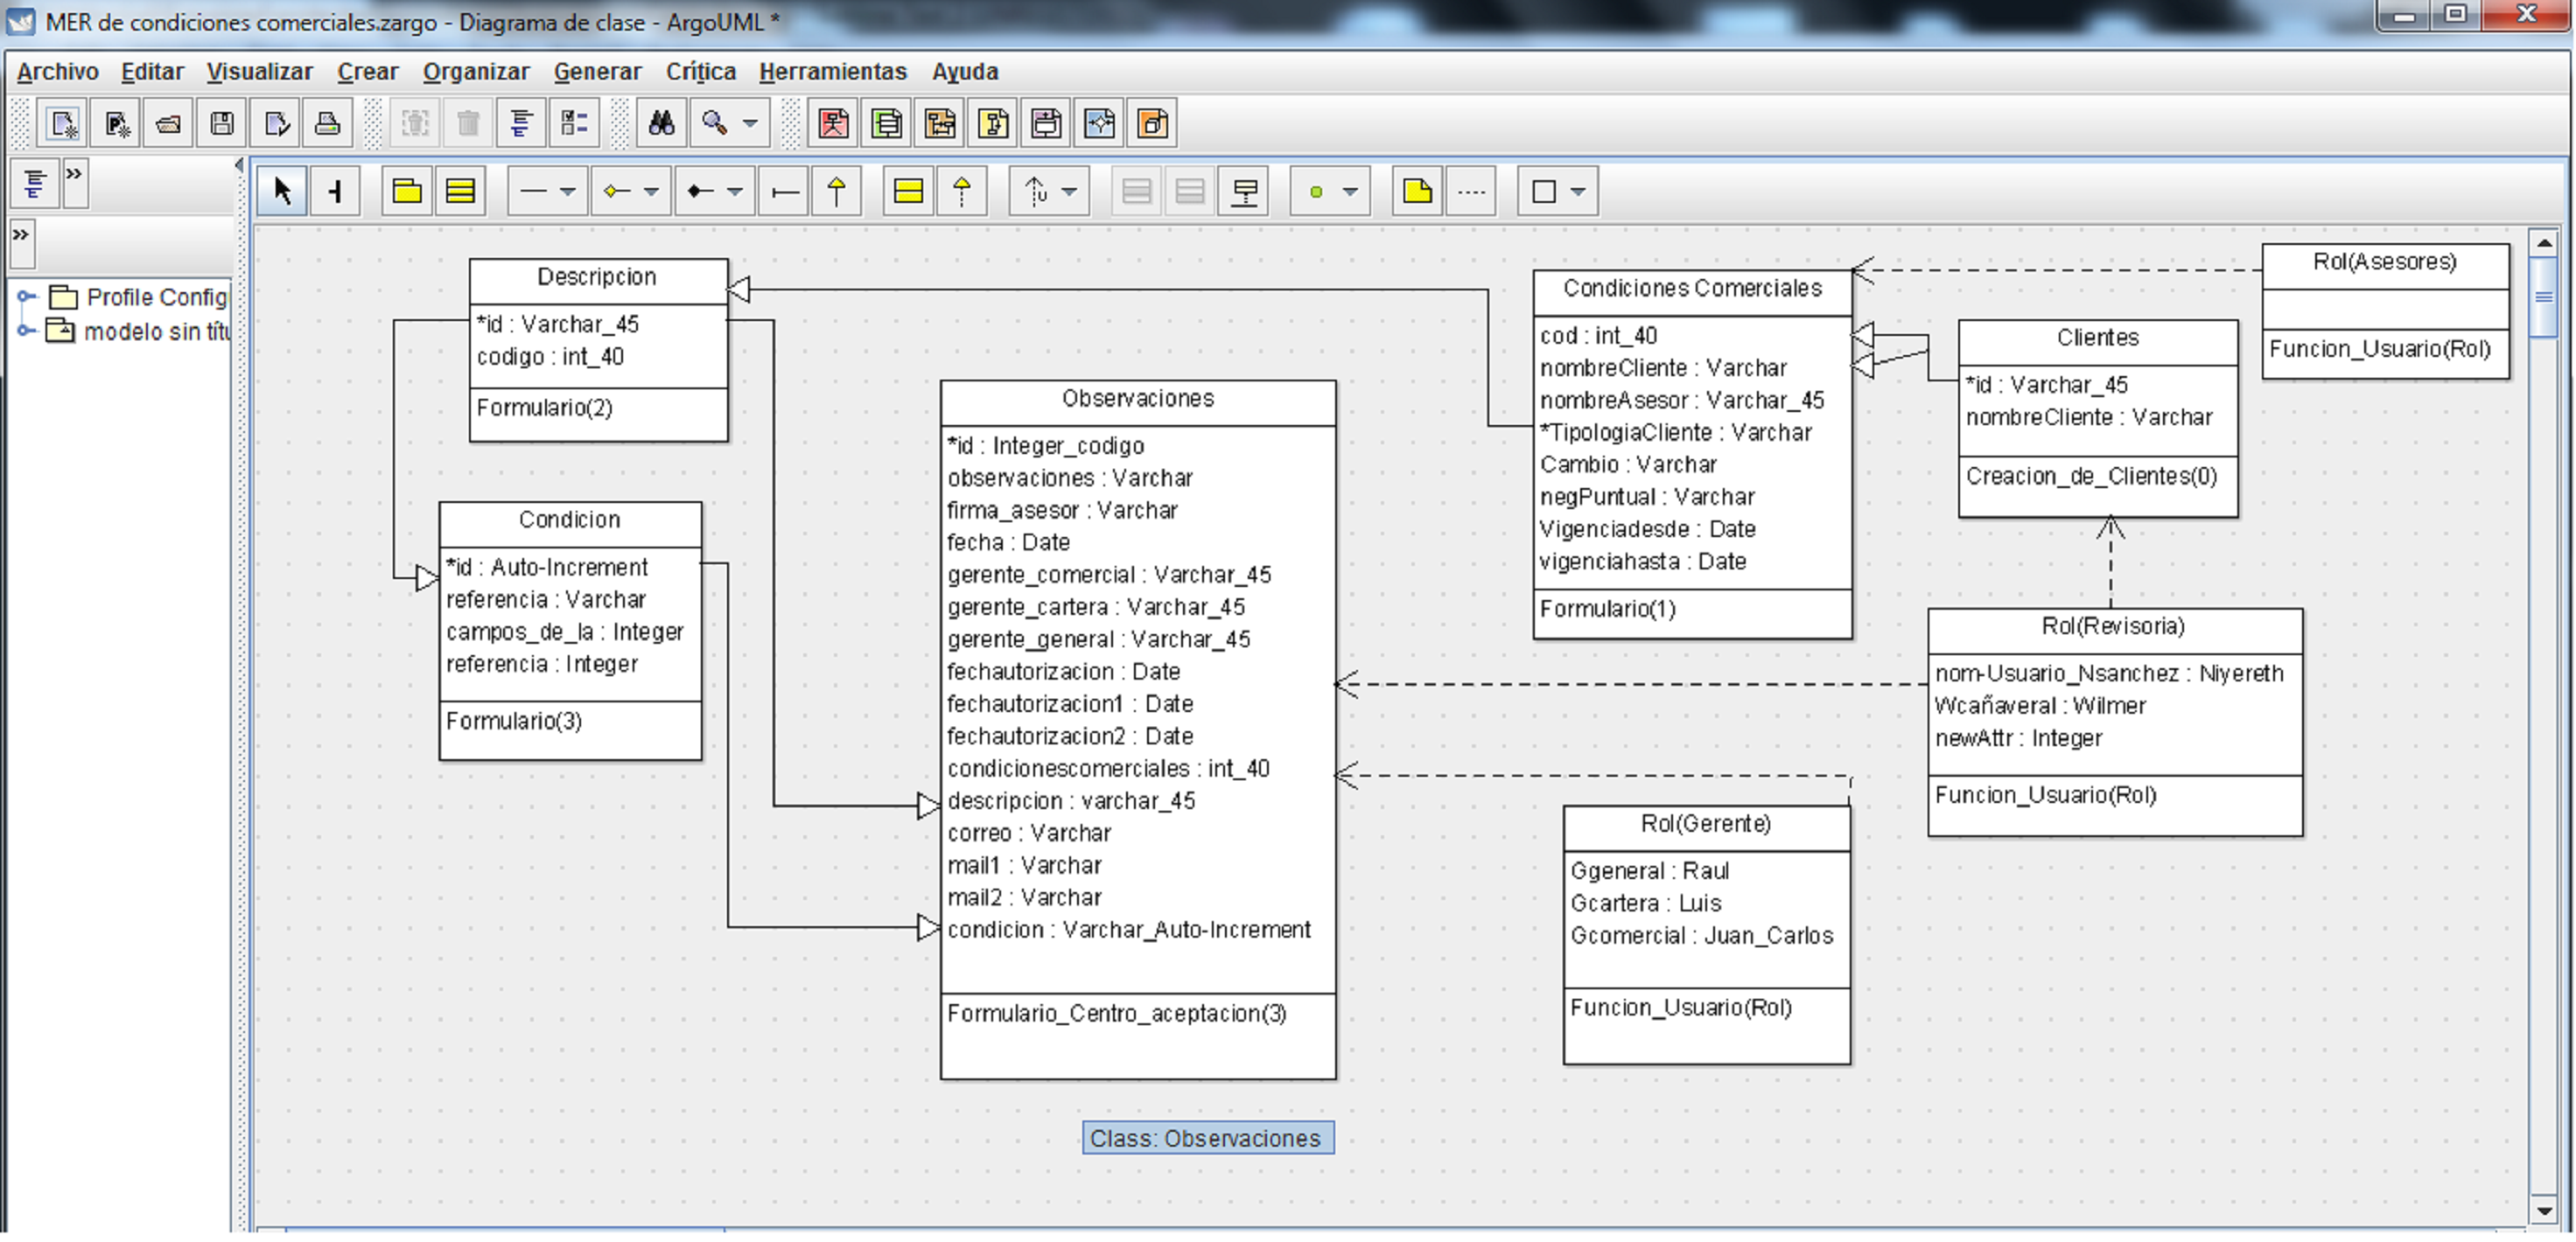 MER de condiciones comerciales.zargo - Diagrama de clase - ArgoUML *
Archivo Editar Visualizar Crear Organizar Generar Crítica Herramientas Ayuda
Profile Config
modelo sin títu
Descripcion
*id : Varchar_45
codigo : int_40
Formulario(2)
Condicion
*id : Auto-Increment
referencia : Varchar
campos_de_la : Integer
referencia : Integer
Formulario(3)
Observaciones
*id : Integer_codigo
observaciones : Varchar
firma_asesor : Varchar
fecha : Date
gerente_comercial : Varchar_45
gerente_cartera : Varchar_45
gerente_general : Varchar_45
fechautorizacion : Date
fechautorizacion1 : Date
fechautorizacion2 : Date
condicionescomerciales : int_40
descripcion : varchar_45
correo : Varchar
mail1 : Varchar
mail2 : Varchar
condicion : Varchar_Auto-Increment
Formulario_Centro_aceptacion(3)
Class: Observaciones
Condiciones Comerciales
cod : int_40
nombreCliente : Varchar
nombreAsesor : Varchar_45
*TipologiaCliente : Varchar
Cambio : Varchar
negPuntual : Varchar
Vigenciadesde : Date
vigenciahasta : Date
Formulario(1)
Clientes
*id : Varchar_45
nombreCliente : Varchar
Creacion_de_Clientes(0)
Rol(Asesores)
Funcion_Usuario(Rol)
Rol(Revisoria)
nom-Usuario_Nsanchez : Niyereth
Wcañaveral : Wilmer
newAttr : Integer
Funcion_Usuario(Rol)
Rol(Gerente)
Ggeneral : Raul
Gcartera : Luis
Gcomercial : Juan_Carlos
Funcion_Usuario(Rol)